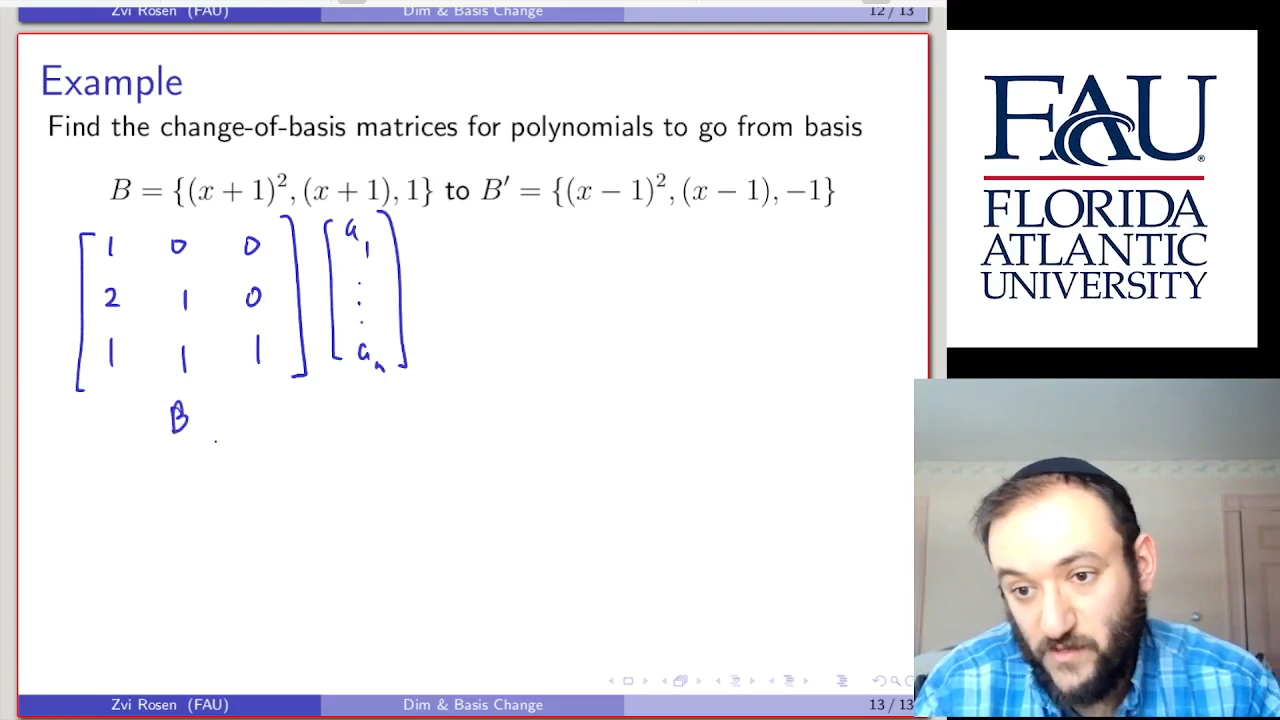 Zvi Rosen (FAU) Dim & Basis Change 12 / 13
Example
Find the change-of-basis matrices for polynomials to go from basis
B = {(x + 1)², (x + 1), 1} to B′ = {(x − 1)², (x − 1), −1}
1 0 0 a₁
2 1 0 ⋮
1 1 1 aₙ
B
Zvi Rosen (FAU) Dim & Basis Change 13 / 13
FAU
FLORIDA
ATLANTIC
UNIVERSITY®